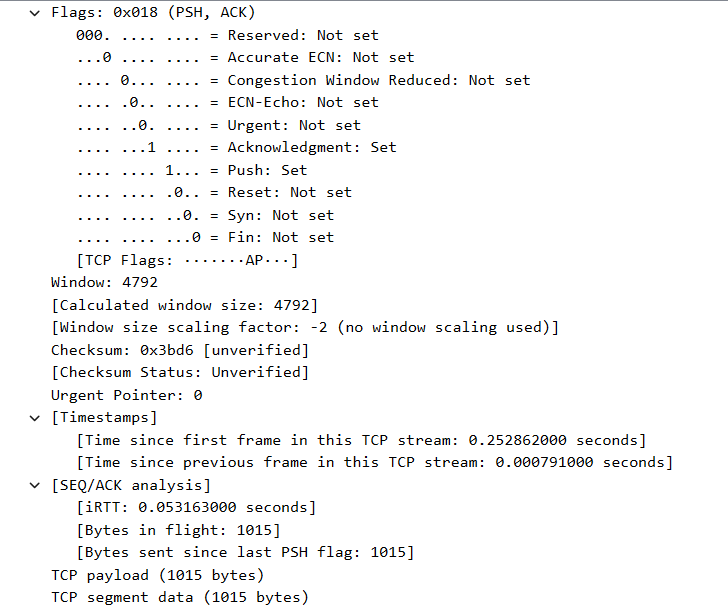 Flags: 0x018 (PSH, ACK)
000. .... .... = Reserved: Not set
...0 .... .... = Accurate ECN: Not set
.... 0... .... = Congestion Window Reduced: Not set
.... .0.. .... = ECN-Echo: Not set
.... ..0. .... = Urgent: Not set
.... ...1 .... = Acknowledgment: Set
.... .... 1... = Push: Set
.... .... .0.. = Reset: Not set
.... .... ..0. = Syn: Not set
.... .... ...0 = Fin: Not set
[TCP Flags: ·······AP···]
Window: 4792
[Calculated window size: 4792]
[Window size scaling factor: -2 (no window scaling used)]
Checksum: 0x3bd6 [unverified]
[Checksum Status: Unverified]
Urgent Pointer: 0
[Timestamps]
[Time since first frame in this TCP stream: 0.252862000 seconds]
[Time since previous frame in this TCP stream: 0.000791000 seconds]
[SEQ/ACK analysis]
[iRTT: 0.053163000 seconds]
[Bytes in flight: 1015]
[Bytes sent since last PSH flag: 1015]
TCP payload (1015 bytes)
TCP segment data (1015 bytes)